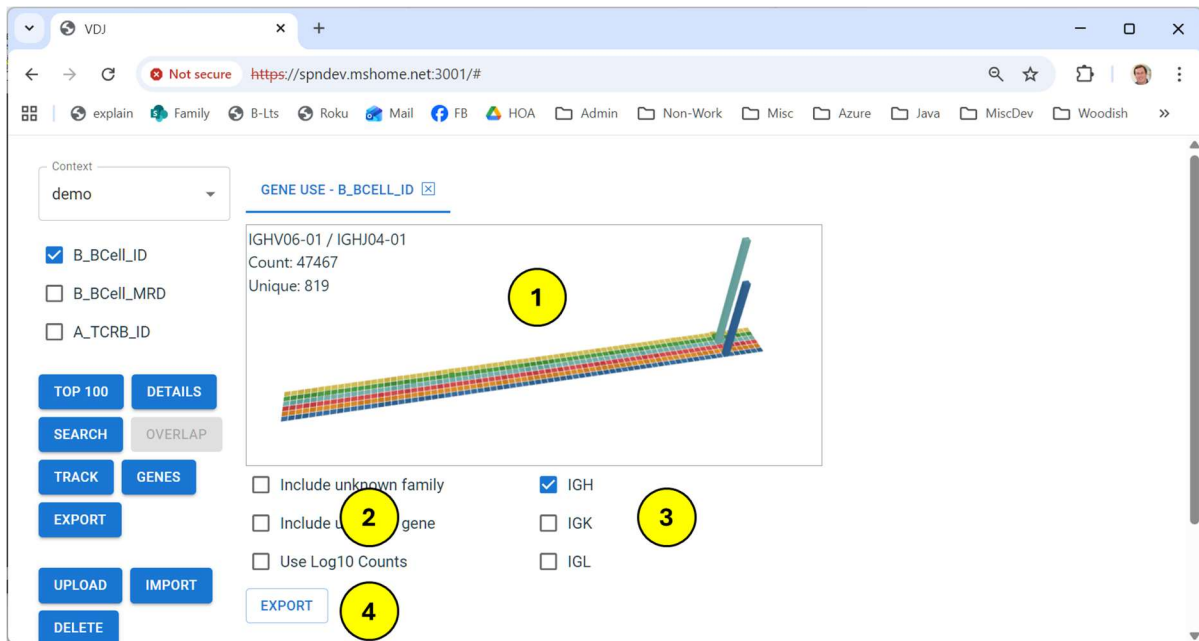 VDJ
Not secure https://spndev.mshome.net:3001/#
explain Family B-Lts Roku Mail FB HOA Admin Non-Work Misc Azure Java MiscDev Woodish
Context
demo
GENE USE - B_BCELL_ID
B_BCell_ID
B_BCell_MRD
A_TCRB_ID
TOP 100 DETAILS
SEARCH OVERLAP
TRACK GENES
EXPORT
UPLOAD IMPORT
DELETE
IGHV06-01 / IGHJ04-01
Count: 47467
Unique: 819
1
Include unknown family
Include gene
Use Log10 Counts
2
IGH
IGK
IGL
3
EXPORT
4